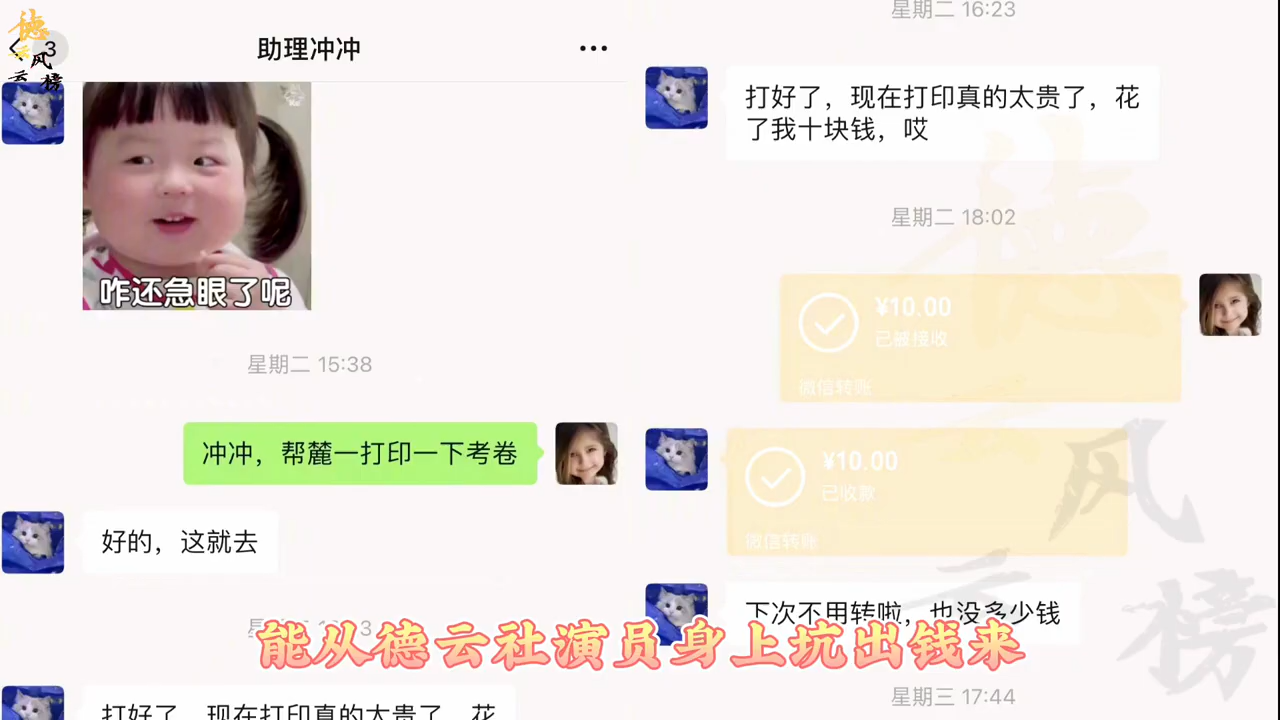 德
云
风
榜
3
助理冲冲
咋还急眼了呢
星期二 15:38
冲冲，帮麓一打印一下考卷
好的，这就去
打好了，现在打印真的太贵了，花
星期二 16:23
打好了，现在打印真的太贵了，花
了我十块钱，哎
星期二 18:02
¥10.00
已被接收
微信转账
¥10.00
已收款
微信转账
下次不用转啦，也没多少钱
星期三 17:44
德
云
风
榜
能从德云社演员身上坑出钱来